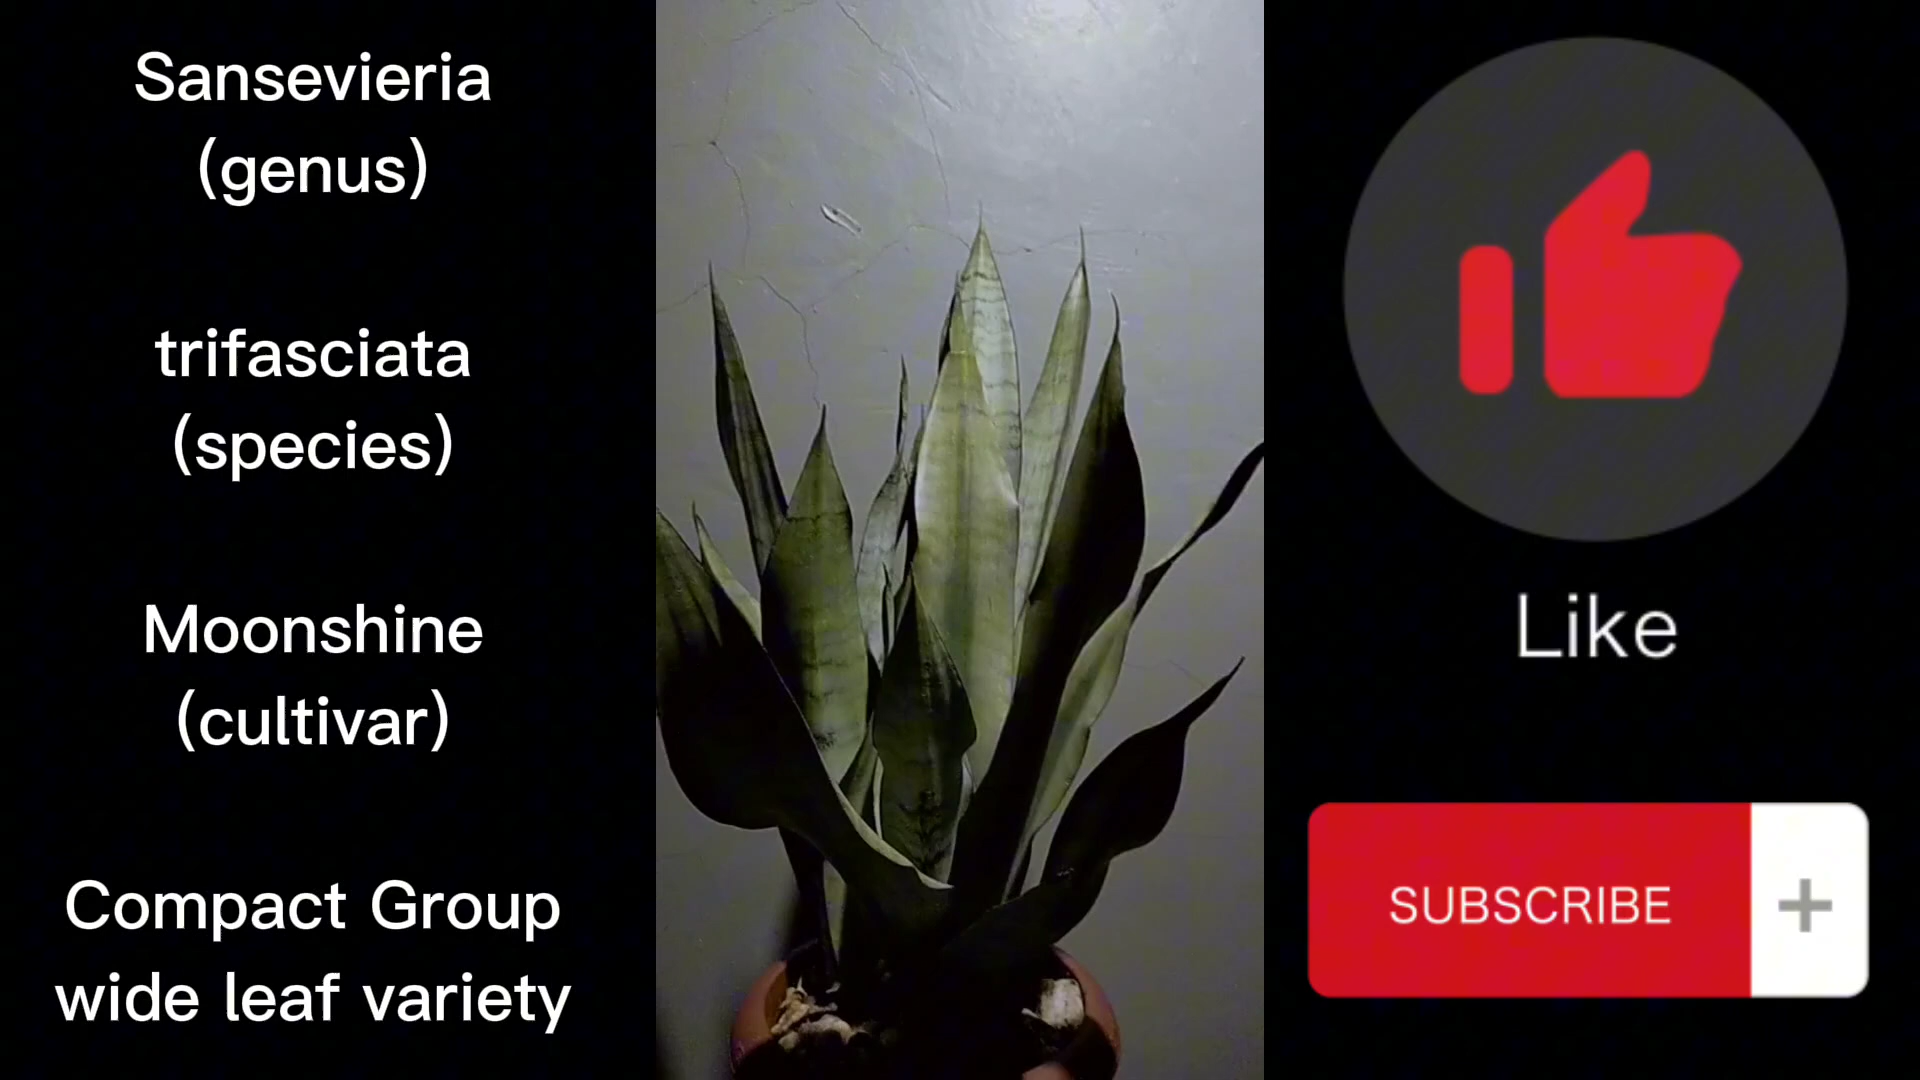 Sansevieria
(genus)
trifasciata
(species)
Moonshine
(cultivar)
Compact Group
wide leaf variety
Like
SUBSCRIBE